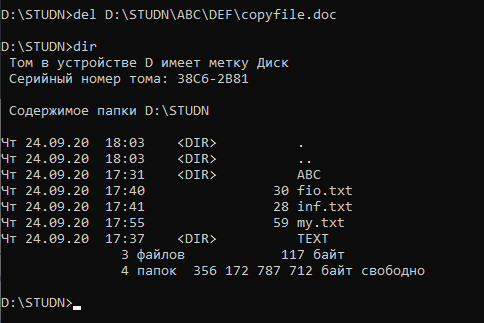 D:\STUDN>del D:\STUDN\ABC\DEF\copyfile.doc
D:\STUDN>dir
Том в устройстве D имеет метку Диск
Серийный номер тома: 38C6-2B81
Содержимое папки D:\STUDN
Чт 24.09.20  18:03    <DIR>          .
Чт 24.09.20  18:03    <DIR>          ..
Чт 24.09.20  17:31    <DIR>          ABC
Чт 24.09.20  17:40                30 fio.txt
Чт 24.09.20  17:41                28 inf.txt
Чт 24.09.20  17:55                59 my.txt
Чт 24.09.20  17:37    <DIR>          TEXT
3 файлов            117 байт
4 папок  356 172 787 712 байт свободно
D:\STUDN>